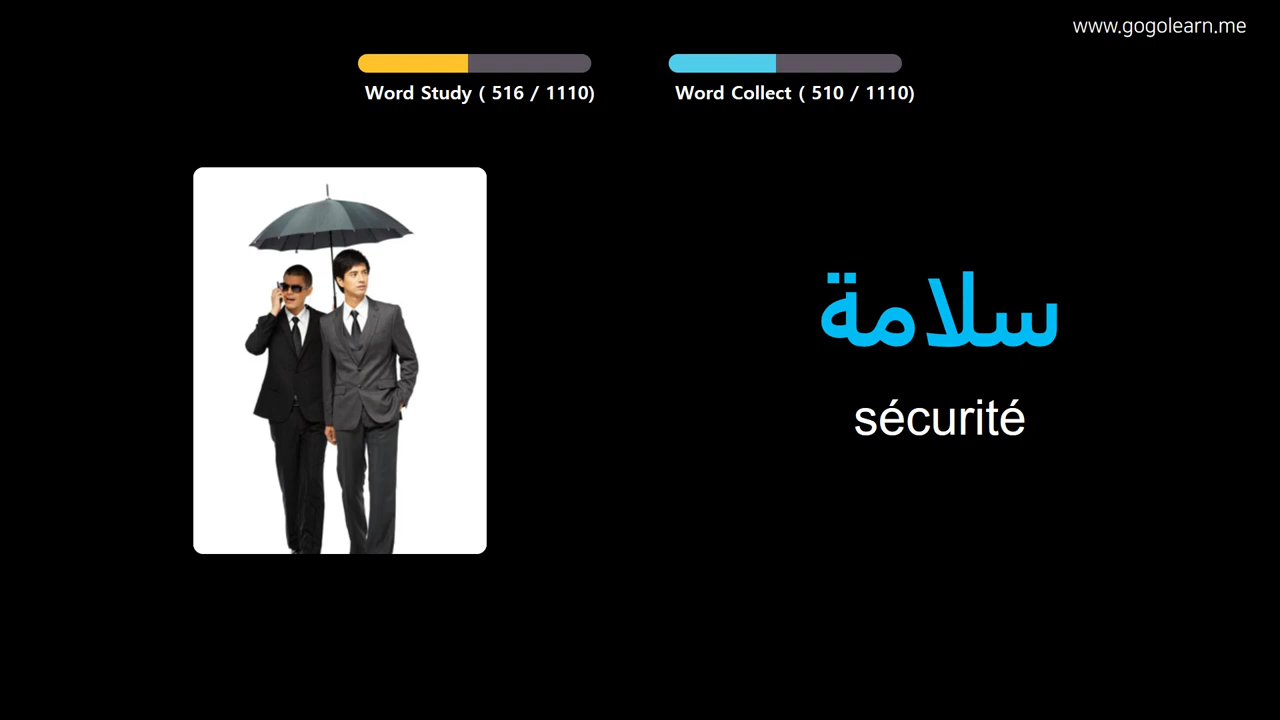 www.gogolearn.me
Word Study ( 516 / 1110)
Word Collect ( 510 / 1110)
سلامة
sécurité